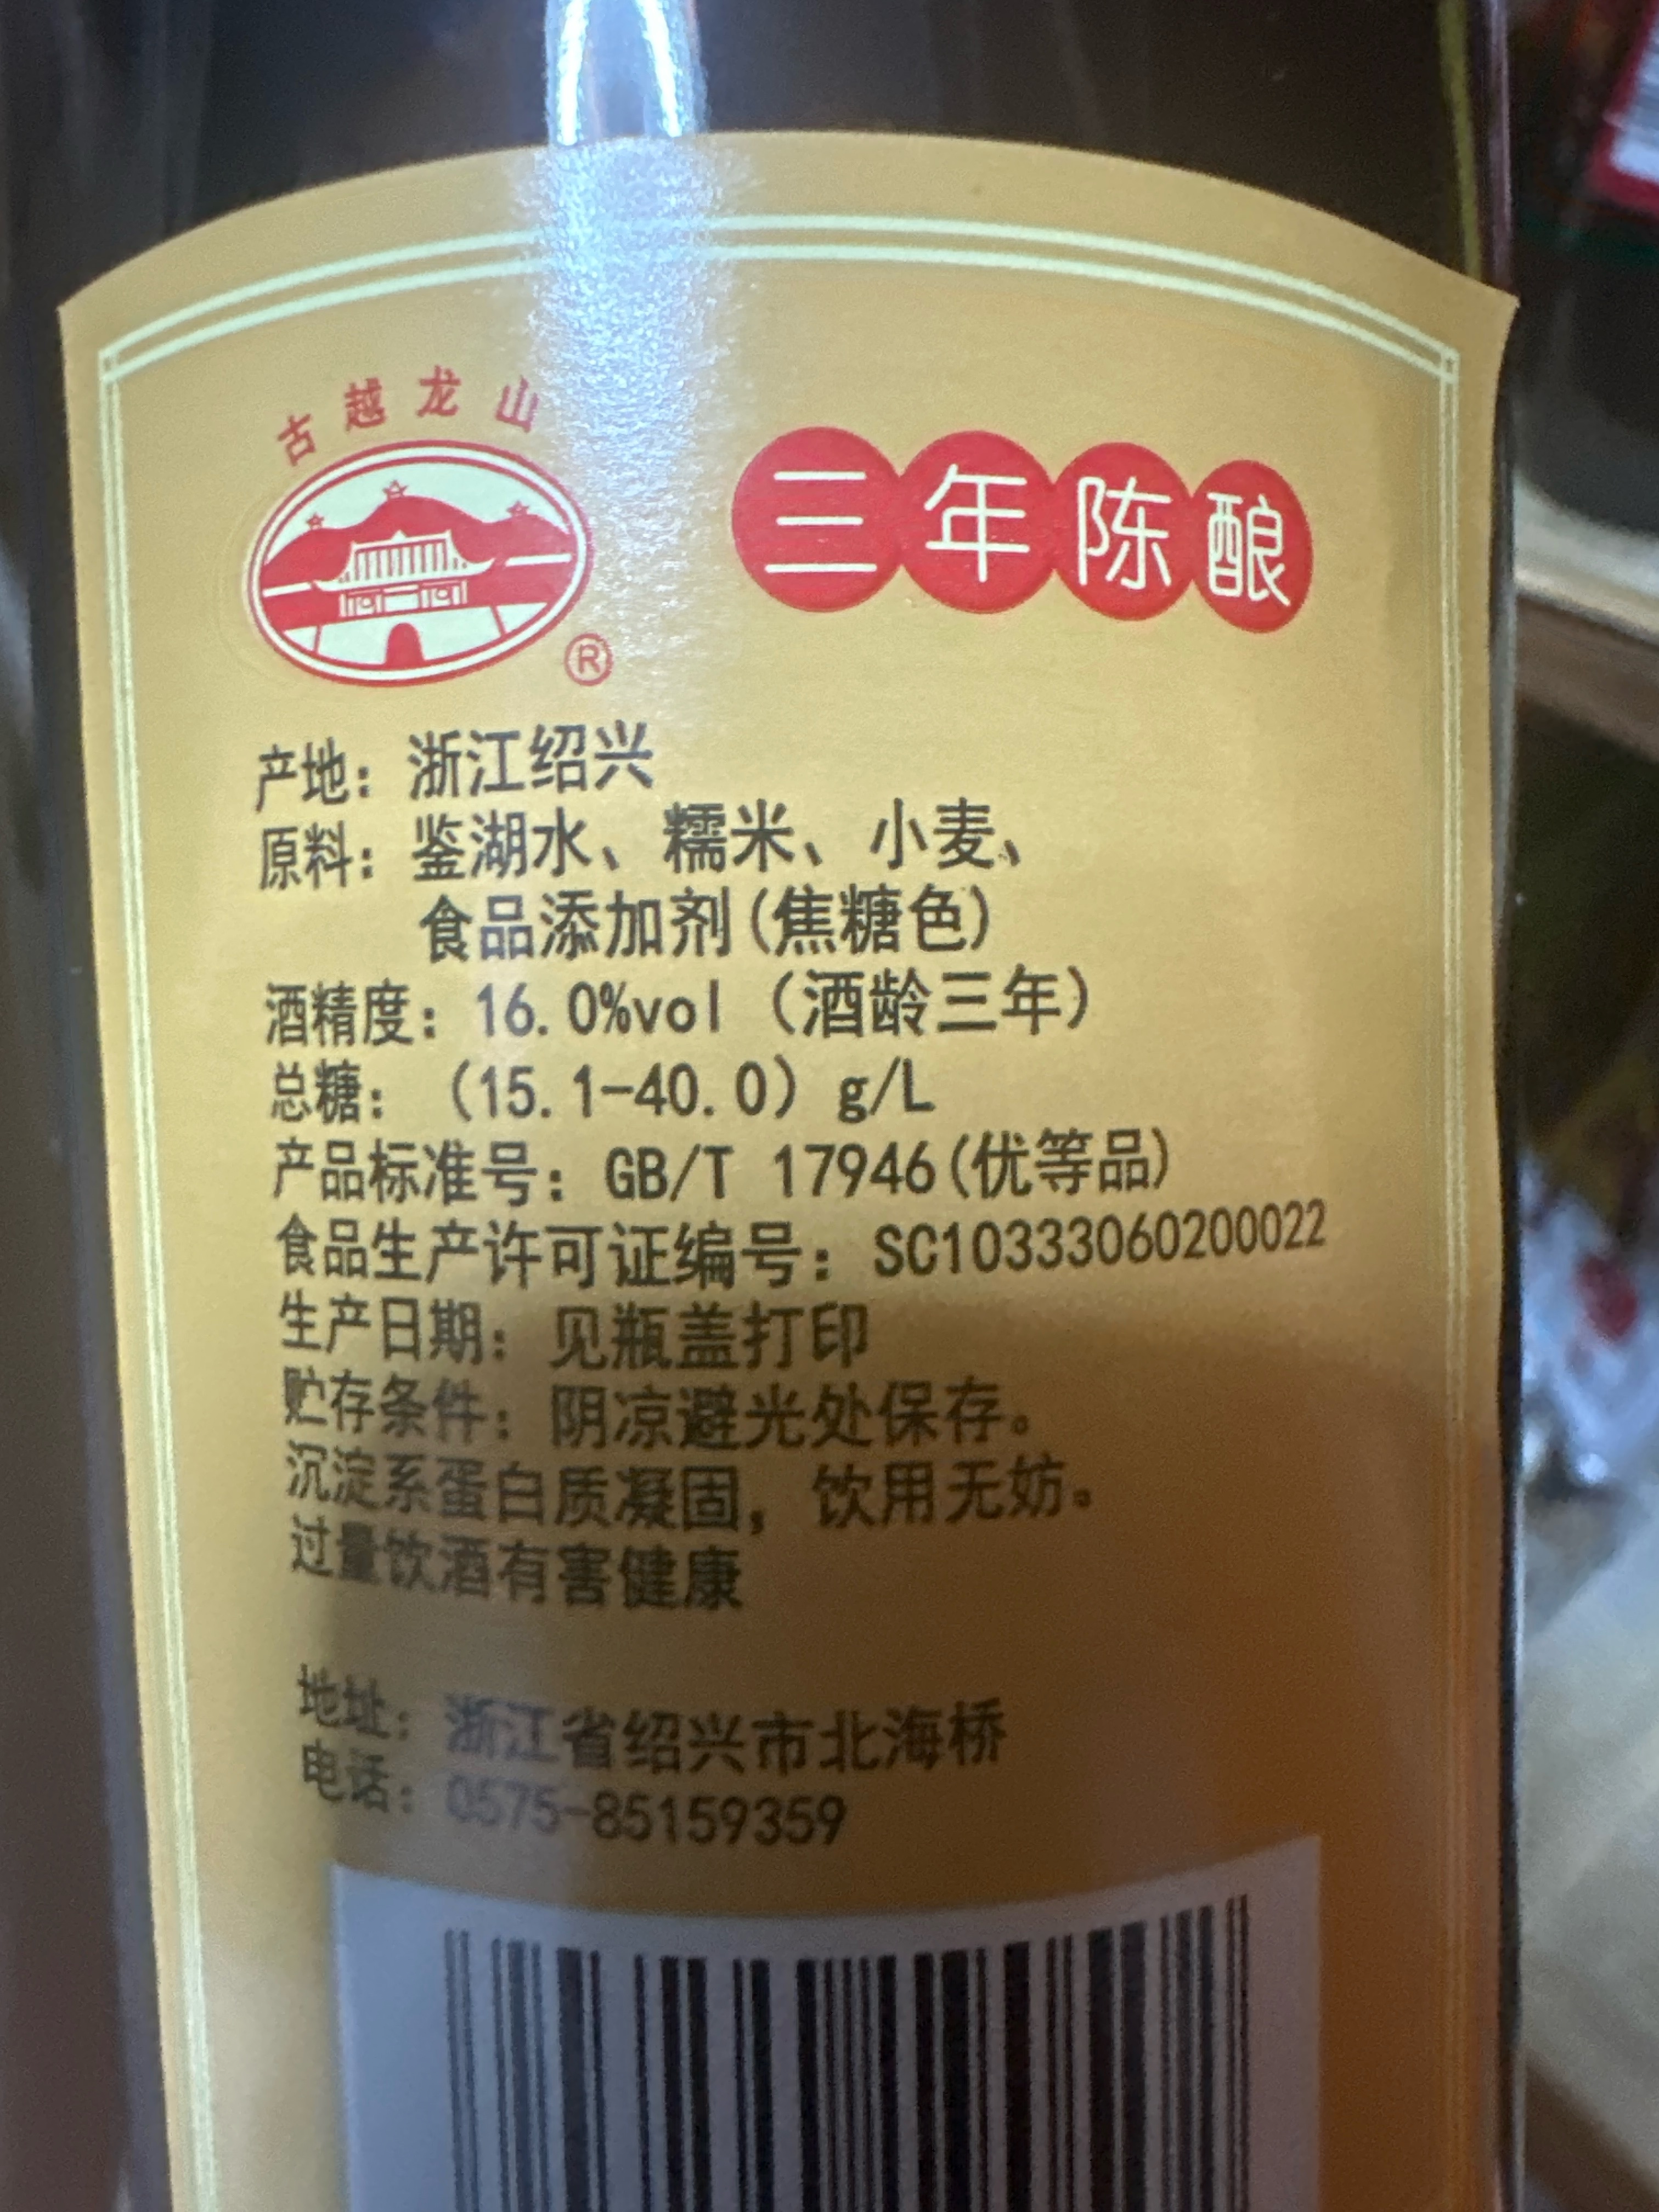 古越龙山
®
三年陈酿
产地：浙江绍兴
原料：鉴湖水、糯米、小麦、
食品添加剂(焦糖色)
酒精度：16.0%vol（酒龄三年）
总糖：（15.1-40.0）g/L
产品标准号：GB/T 17946(优等品)
食品生产许可证编号：SC10333060200022
生产日期：见瓶盖打印
贮存条件：阴凉避光处保存。
沉淀系蛋白质凝固，饮用无妨。
过量饮酒有害健康
地址：浙江省绍兴市北海桥
电话：0575-85159359